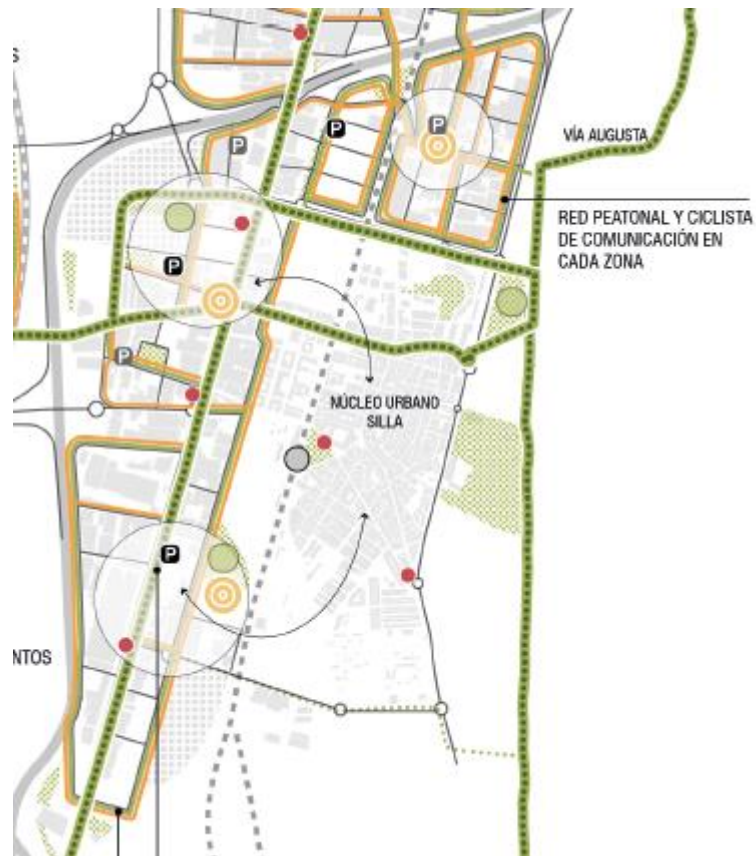 S
P
P
P
VÍA AUGUSTA
RED PEATONAL Y CICLISTA
DE COMUNICACIÓN EN
CADA ZONA
P
P
NÚCLEO URBANO
SILLA
P
NTOS